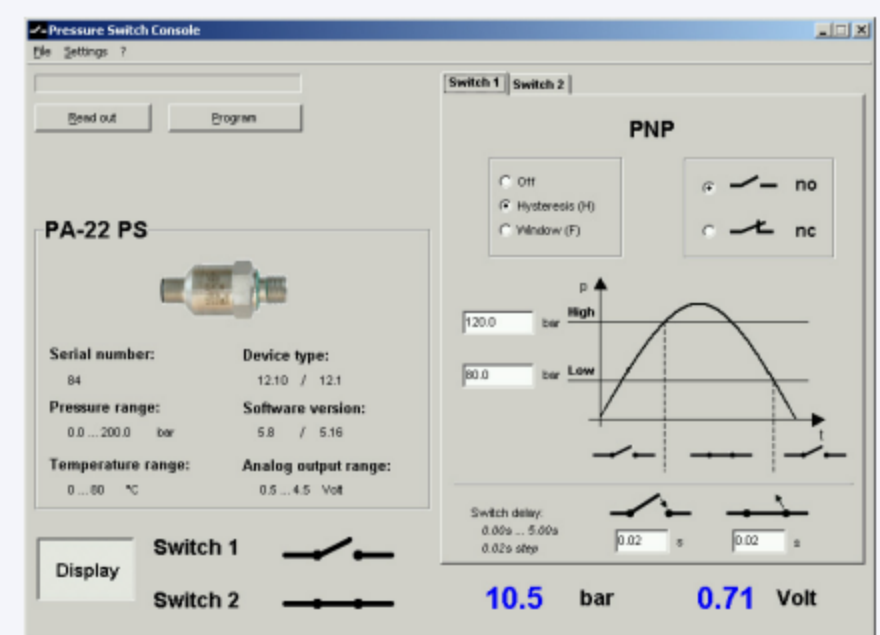 Pressure Switch Console
File Settings ?
Read out Program
Switch 1 Switch 2
PNP
Off
Hysteresis (H)
Window (F)
no
nc
PA-22 PS
Serial number: Device type:
84 12.10 / 12.1
Pressure range: Software version:
0.0 ... 200.0 bar 5.8 / 5.16
Temperature range: Analog output range:
0 ... 80 °C 0.5 ... 4.5 Volt
p
120.0 bar High
80.0 bar Low
t
Switch delay:
0.00s ... 5.00s
0.02s step
0.02 s 0.02 s
Display
Switch 1
Switch 2
10.5 bar 0.71 Volt